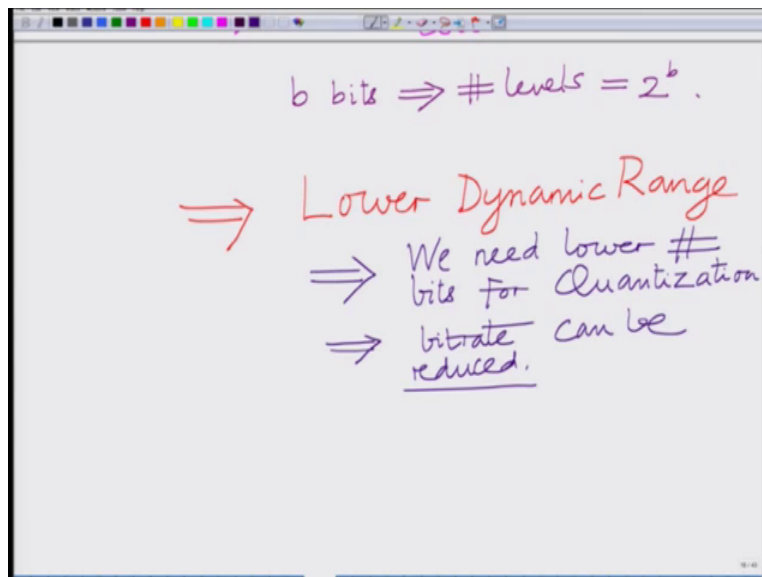 b bits ⇒ # levels = 2^b.
⇒ Lower Dynamic Range
⇒ We need lower #
bits for Quantization
⇒ bitrate can be
reduced.